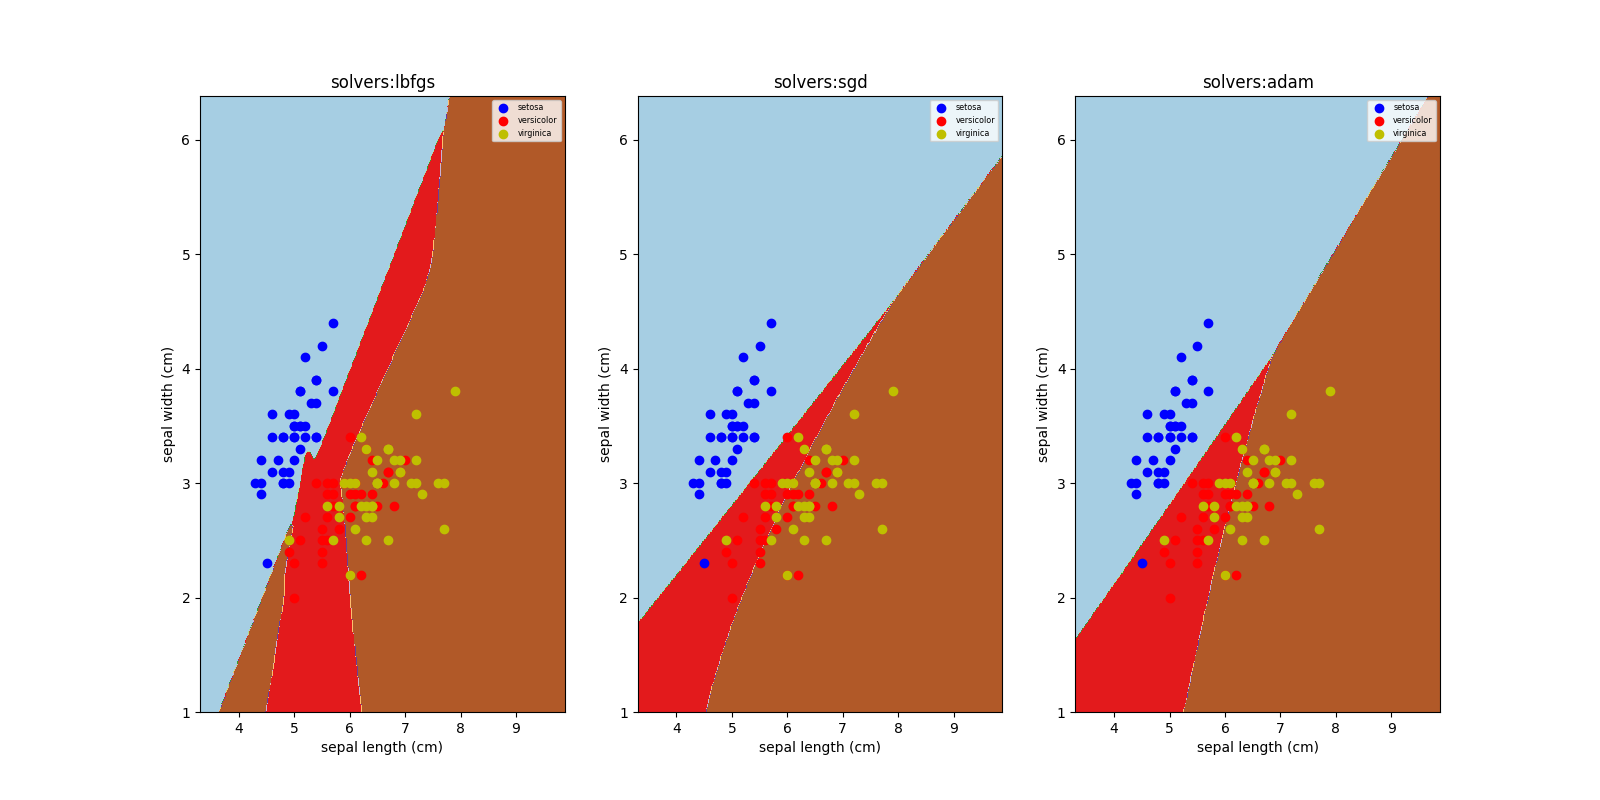 solvers:lbfgs
setosa
versicolor
virginica
6
5
4
3
2
1
sepal width (cm)
4 5 6 7 8 9
sepal length (cm)
solvers:sgd
setosa
versicolor
virginica
6
5
4
3
2
1
sepal width (cm)
4 5 6 7 8 9
sepal length (cm)
solvers:adam
setosa
versicolor
virginica
6
5
4
3
2
1
sepal width (cm)
4 5 6 7 8 9
sepal length (cm)